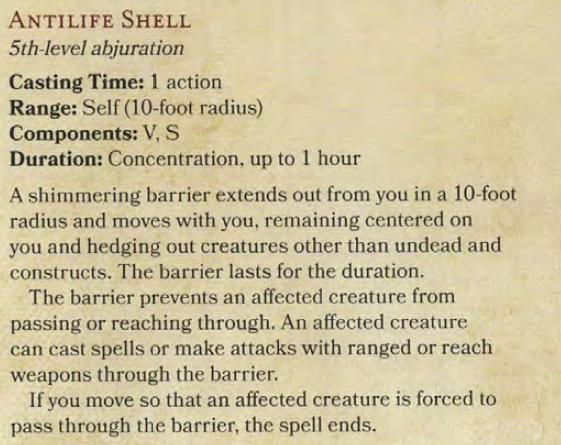 ANTILIFE SHELL
5th-level abjuration
Casting Time: 1 action
Range: Self (10-foot radius)
Components: V, S
Duration: Concentration, up to 1 hour
A shimmering barrier extends out from you in a 10-foot
radius and moves with you, remaining centered on
you and hedging out creatures other than undead and
constructs. The barrier lasts for the duration.
The barrier prevents an affected creature from
passing or reaching through. An affected creature
can cast spells or make attacks with ranged or reach
weapons through the barrier.
If you move so that an affected creature is forced to
pass through the barrier, the spell ends.